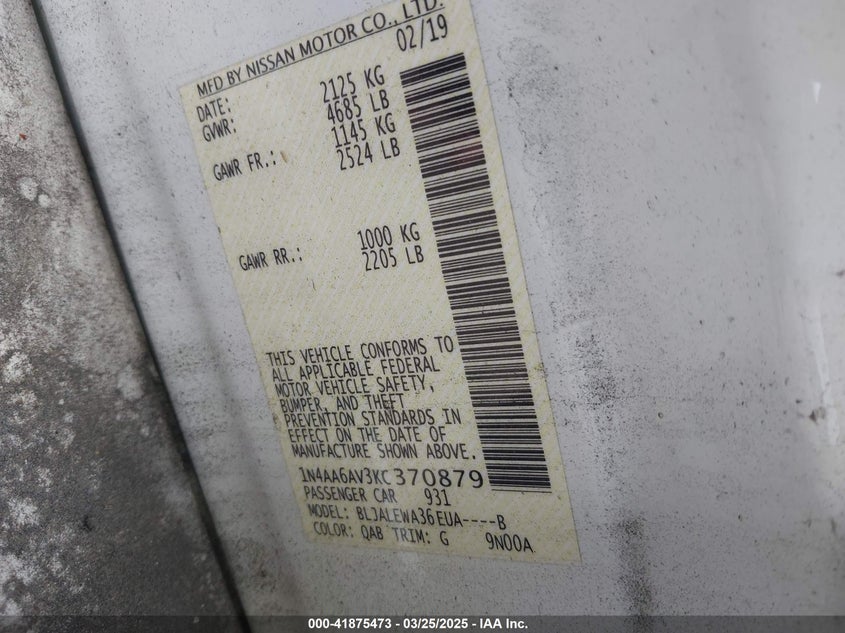 MFD BY NISSAN MOTOR CO., LTD.
DATE: 02/19
GVWR: 2125 KG
4685 LB
GAWR FR.: 1145 KG
2524 LB
GAWR RR.: 1000 KG
2205 LB
THIS VEHICLE CONFORMS TO
ALL APPLICABLE FEDERAL
MOTOR VEHICLE SAFETY,
BUMPER, AND THEFT
PREVENTION STANDARDS IN
EFFECT ON THE DATE OF
MANUFACTURE SHOWN ABOVE.
1N4AA6AV3KC370879
PASSENGER CAR 931
MODEL: BLJALEWA36EUA----B
COLOR: QAB TRIM: G 9N00A
000-41875473 — 03/25/2025 — IAA Inc.